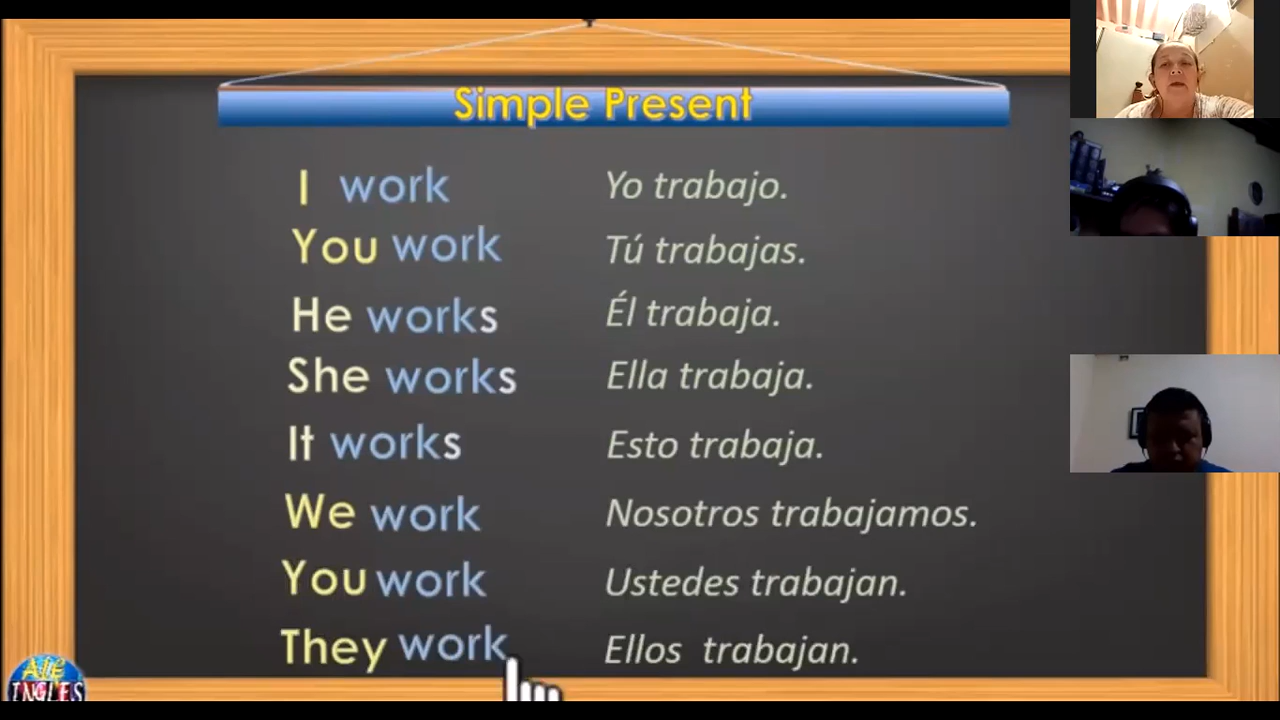 Simple Present
I work Yo trabajo.
You work Tú trabajas.
He works Él trabaja.
She works Ella trabaja.
It works Esto trabaja.
We work Nosotros trabajamos.
You work Ustedes trabajan.
They work Ellos trabajan.
ALE
INGLES